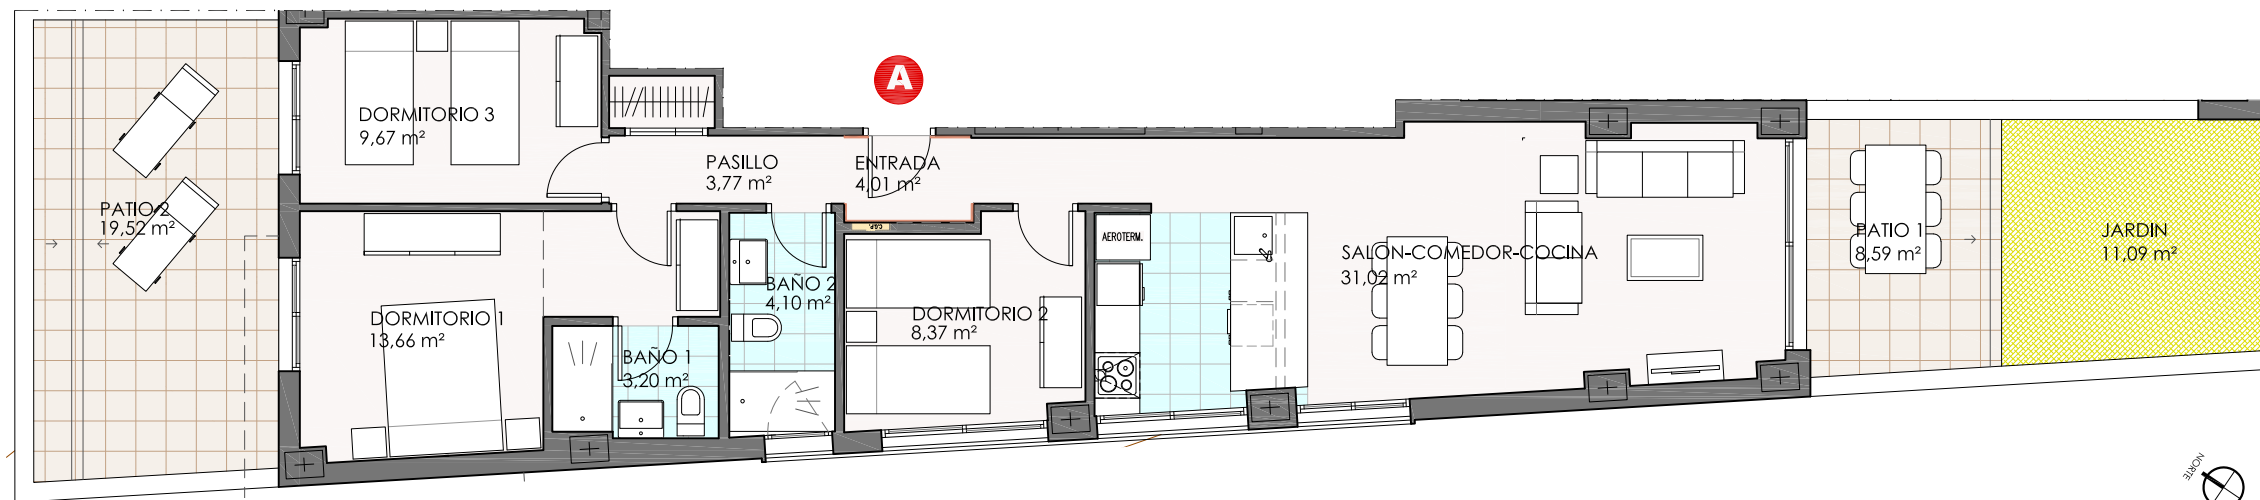 A
DORMITORIO 3
9,67 m²
PASILLO
3,77 m²
ENTRADA
4,01 m²
PATIO 2
19,52 m²
C.G.P.
AEROTERM.
SALON-COMEDOR-COCINA
31,02 m²
PATIO 1
8,59 m²
JARDIN
11,09 m²
DORMITORIO 1
13,66 m²
BAÑO 2
4,10 m²
DORMITORIO 2
8,37 m²
BAÑO 1
3,20 m²
NORTE